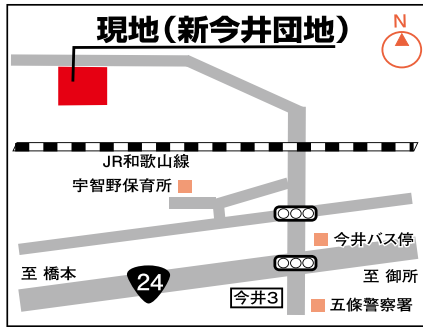 現地(新今井団地)
N
JR和歌山線
宇智野保育所
今井バス停
至 橋本
24
至 御所
今井3
五條警察署